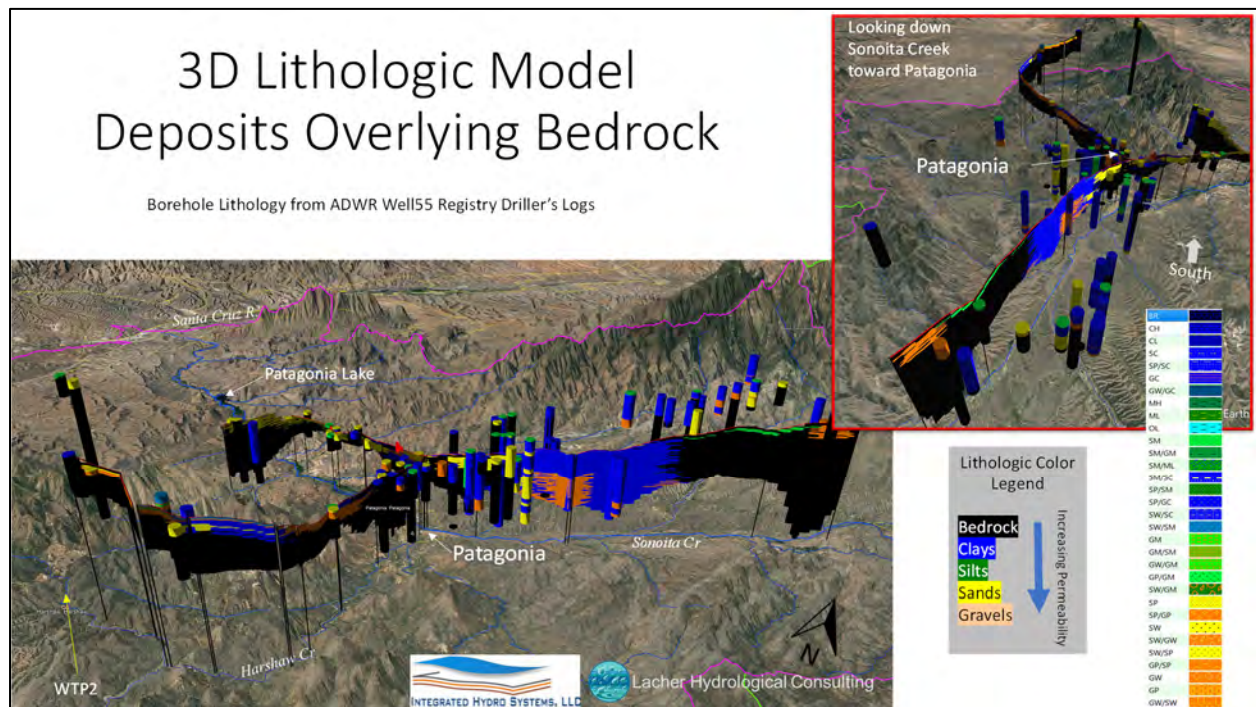 3D Lithologic Model
Deposits Overlying Bedrock
Borehole Lithology from ADWR Well55 Registry Driller's Logs
Looking down
Sonoita Creek
toward Patagonia
Patagonia
South
Santa Cruz R.
Patagonia Lake
Patagonia
Sonoita Cr
Harshaw Cr
WTP2
N
INTEGRATED HYDRO SYSTEMS, LLC
Lacher Hydrological Consulting
Lithologic Color
Legend
Bedrock
Clays
Silts
Sands
Gravels
Increasing Permeability
BR
CH
CL
SC
SP/SC
GC
GW/GC
MH
ML
Earth
OL
SM
SM/GM
SM/ML
SM/SC
SP/SM
SP/GC
SW/SC
SW/SM
GM
GM/SM
GW/GM
GP/GM
SW/GM
SP
SP/GP
SW
SW/GW
SW/SP
GP/SP
GW
GP
GW/SW